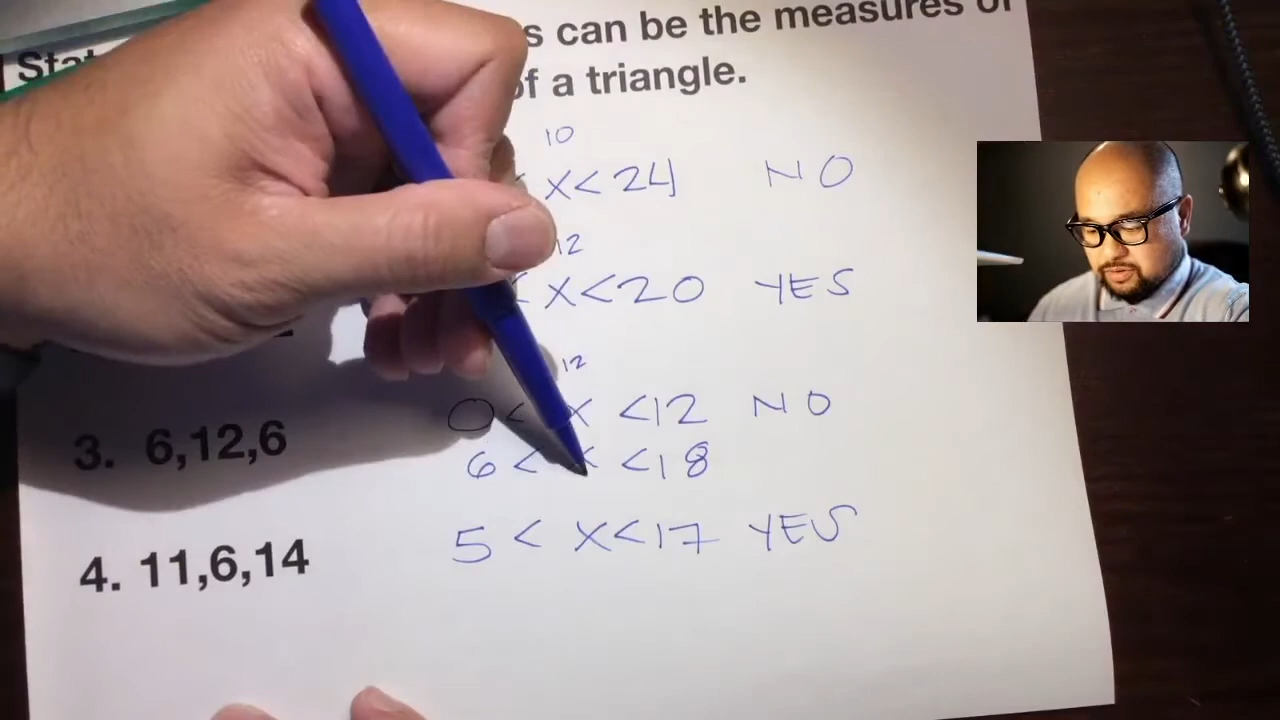 can be the measures of
of a triangle.
10
X<24 NO
12
X<20 YES
12
3. 6,12,6 0< X <12 NO
6< X <18
4. 11,6,14 5< X<17 YES